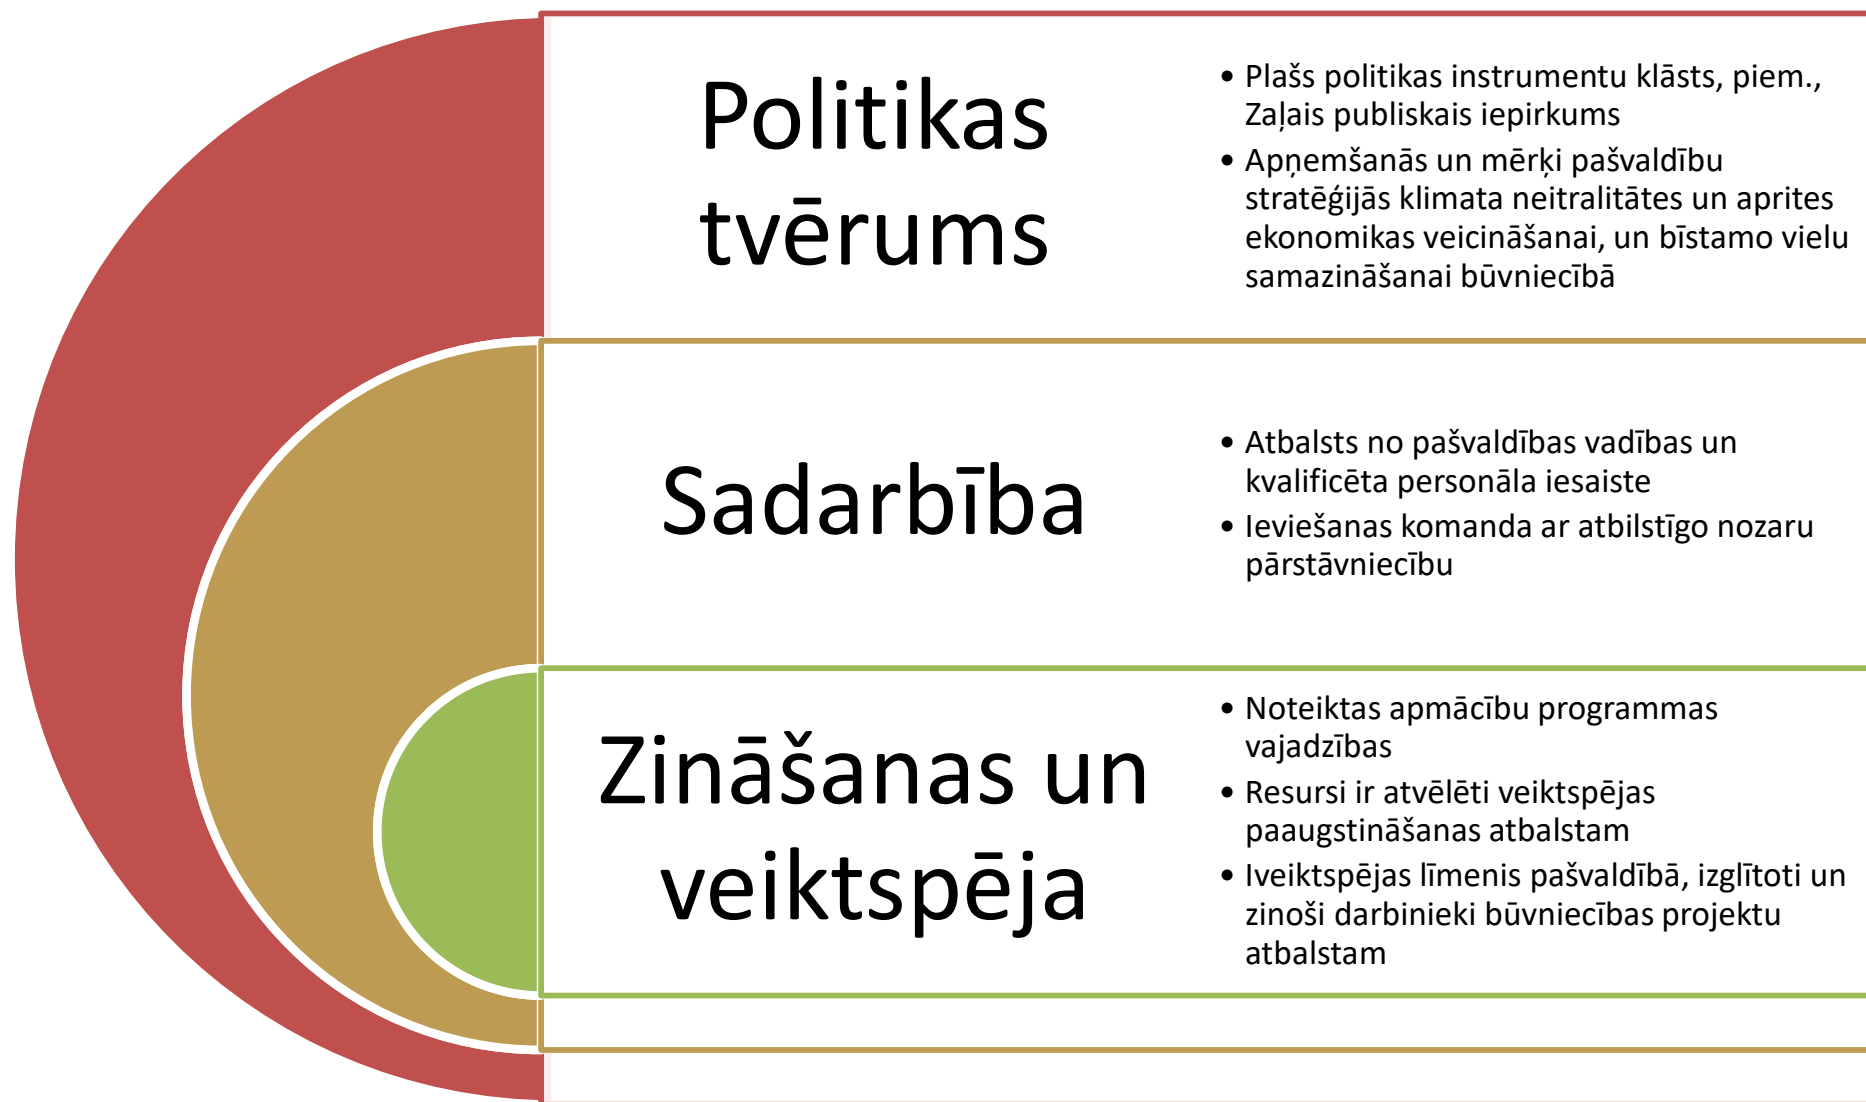 Politikas
tvērums
• Plašs politikas instrumentu klāsts, piem.,
Zaļais publiskais iepirkums
• Apņemšanās un mērķi pašvaldību
stratēģijās klimata neitralitātes un aprites
ekonomikas veicināšanai, un bīstamo vielu
samazināšanai būvniecībā
Sadarbība
• Atbalsts no pašvaldības vadības un
kvalificēta personāla iesaiste
• Ieviešanas komanda ar atbilstīgo nozaru
pārstāvniecību
Zināšanas un
veiktspēja
• Noteiktas apmācību programmas
vajadzības
• Resursi ir atvēlēti veiktspējas
paaugstināšanas atbalstam
• Iveiktspējas līmenis pašvaldībā, izglītoti un
zinoši darbinieki būvniecības projektu
atbalstam